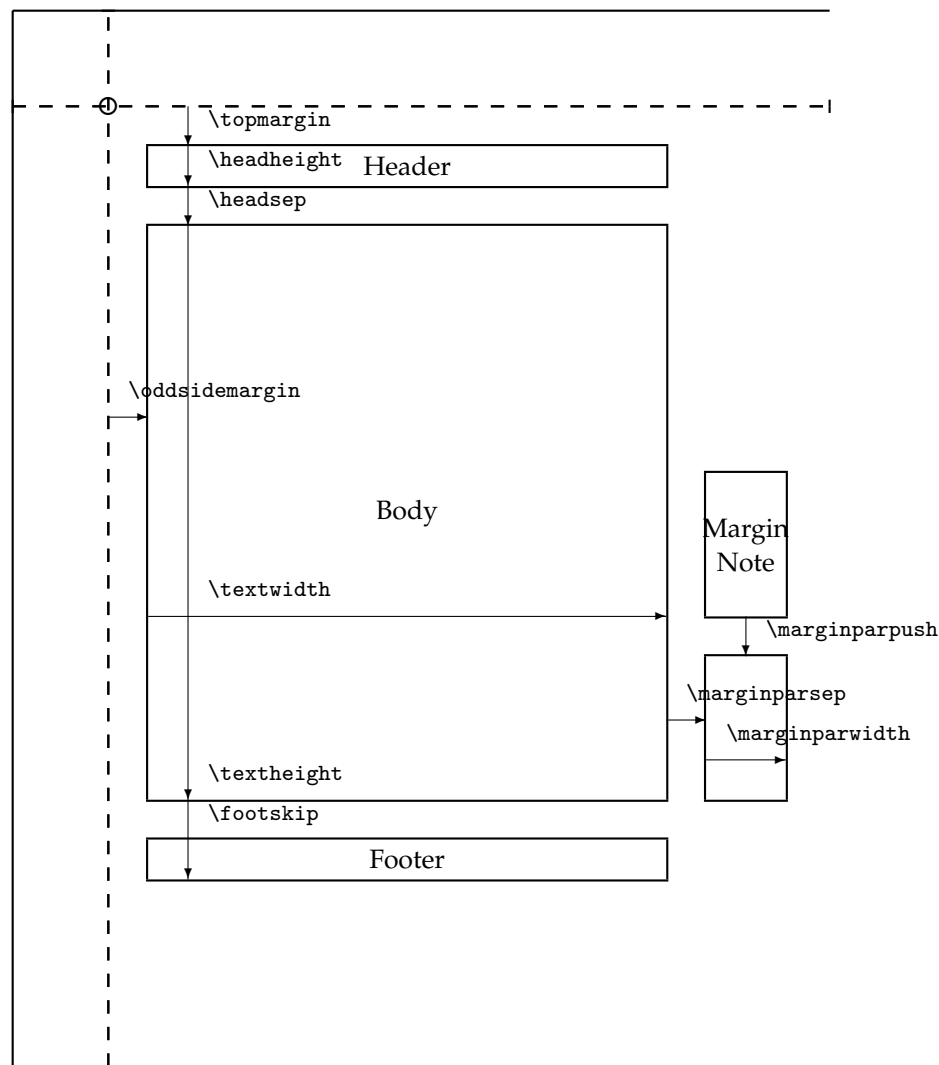 \topmargin
\headheight
Header
\headsep
\oddsidemargin
Body
Margin
Note
\textwidth
\marginparpush
\marginparsep
\marginparwidth
\textheight
\footskip
Footer